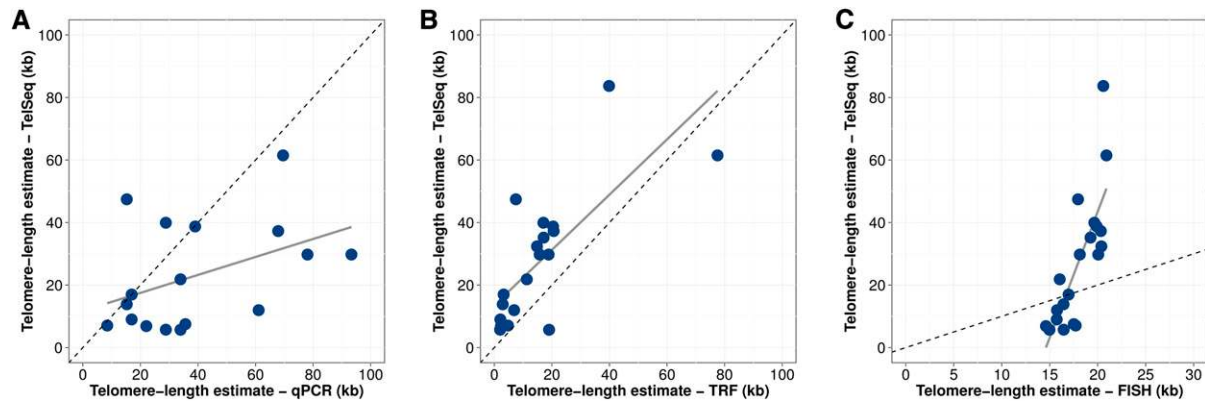 A
Telomere−length estimate − TelSeq (kb)
100
80
60
40
20
0
0 20 40 60 80 100
Telomere−length estimate − qPCR (kb)
B
Telomere−length estimate − TelSeq (kb)
100
80
60
40
20
0
0 20 40 60 80 100
Telomere−length estimate − TRF (kb)
C
Telomere−length estimate − TelSeq (kb)
100
80
60
40
20
0
0 5 10 15 20 25 30
Telomere−length estimate − FISH (kb)